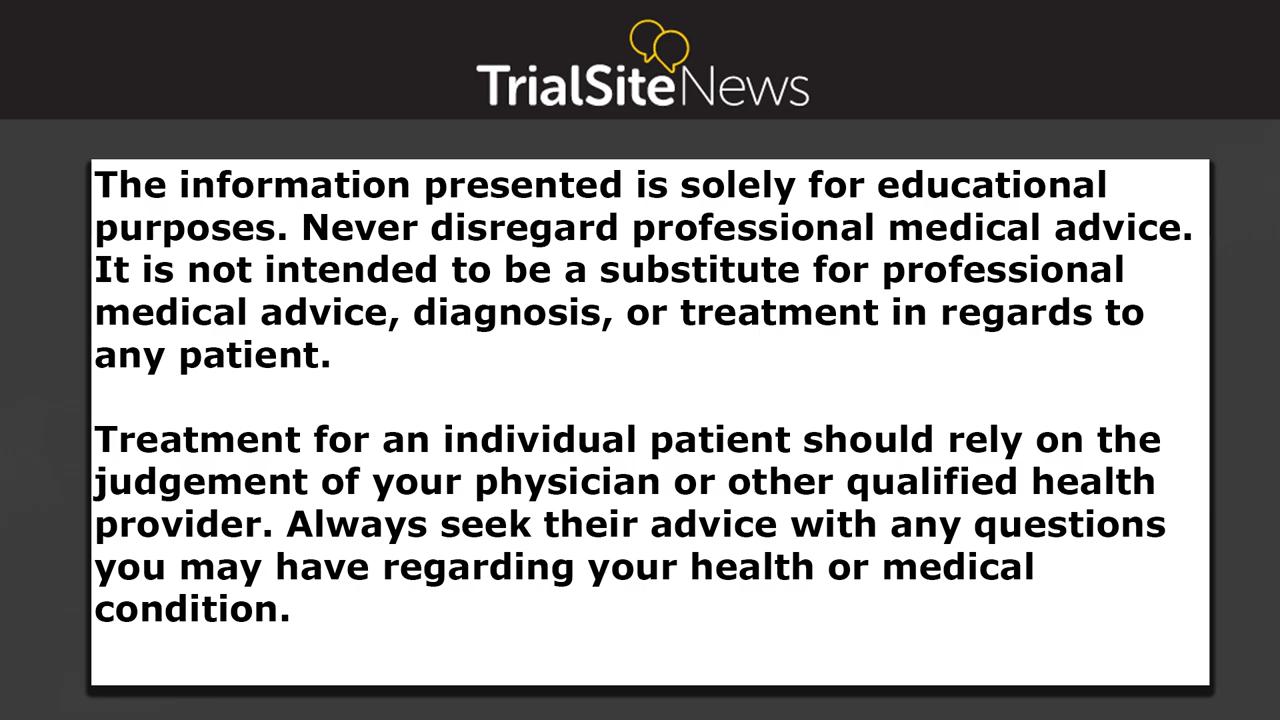 TrialSiteNews
The information presented is solely for educational
purposes. Never disregard professional medical advice.
It is not intended to be a substitute for professional
medical advice, diagnosis, or treatment in regards to
any patient.
Treatment for an individual patient should rely on the
judgement of your physician or other qualified health
provider. Always seek their advice with any questions
you may have regarding your health or medical
condition.